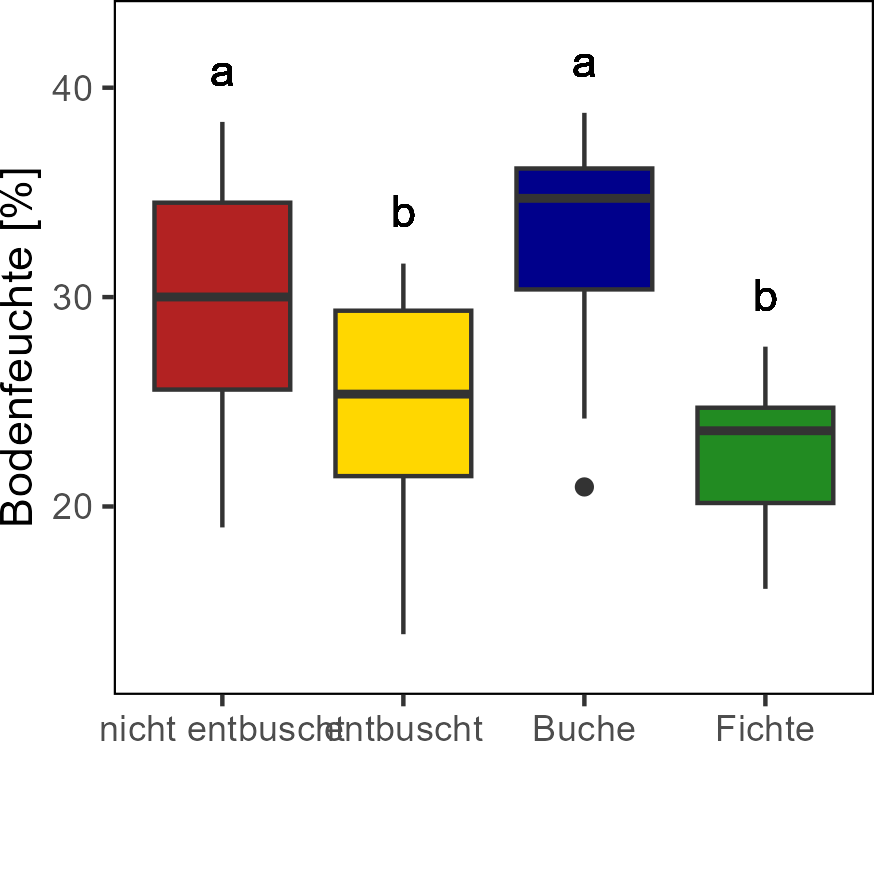 a
a
40
b
b
30
20
Bodenfeuchte [%]
nicht entbuscht
entbuscht
Buche
Fichte